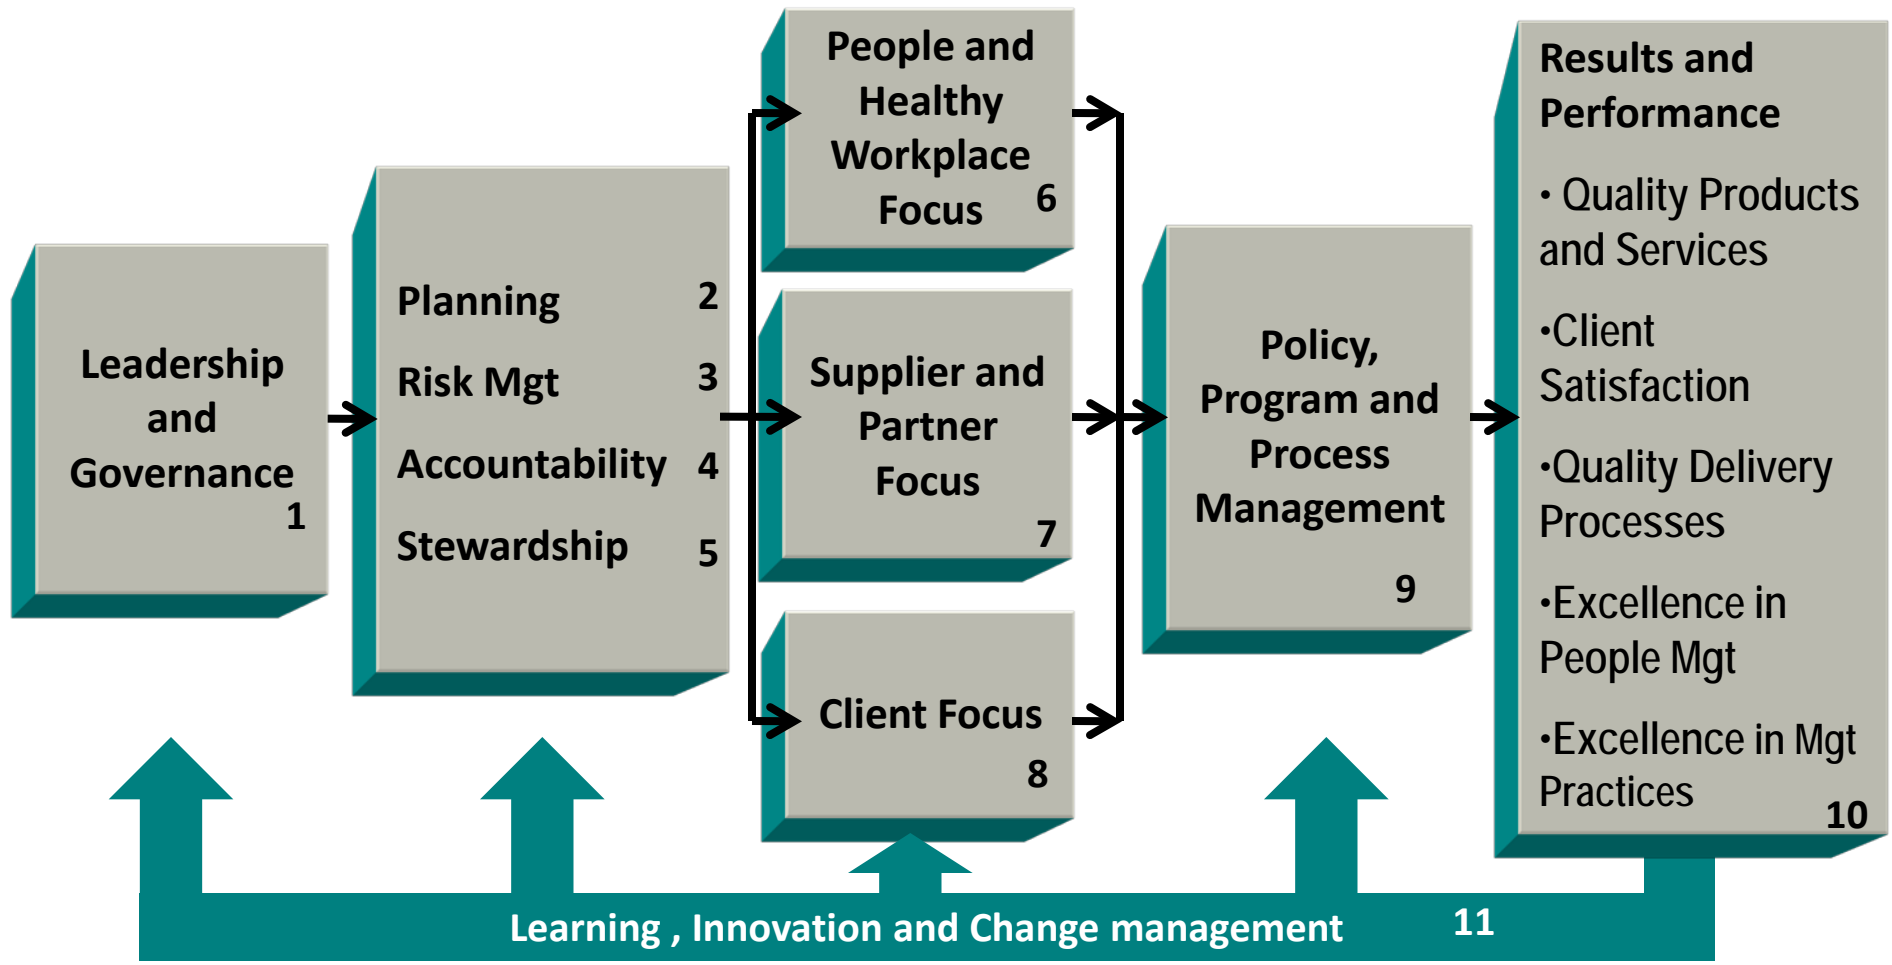 Leadership
and
Governance
1
Planning 2
Risk Mgt 3
Accountability 4
Stewardship 5
People and
Healthy
Workplace
Focus 6
Supplier and
Partner
Focus
7
Client Focus
8
Policy,
Program and
Process
Management
9
Results and
Performance
• Quality Products
and Services
•Client
Satisfaction
•Quality Delivery
Processes
•Excellence in
People Mgt
•Excellence in Mgt
Practices
10
Learning , Innovation and Change management 11